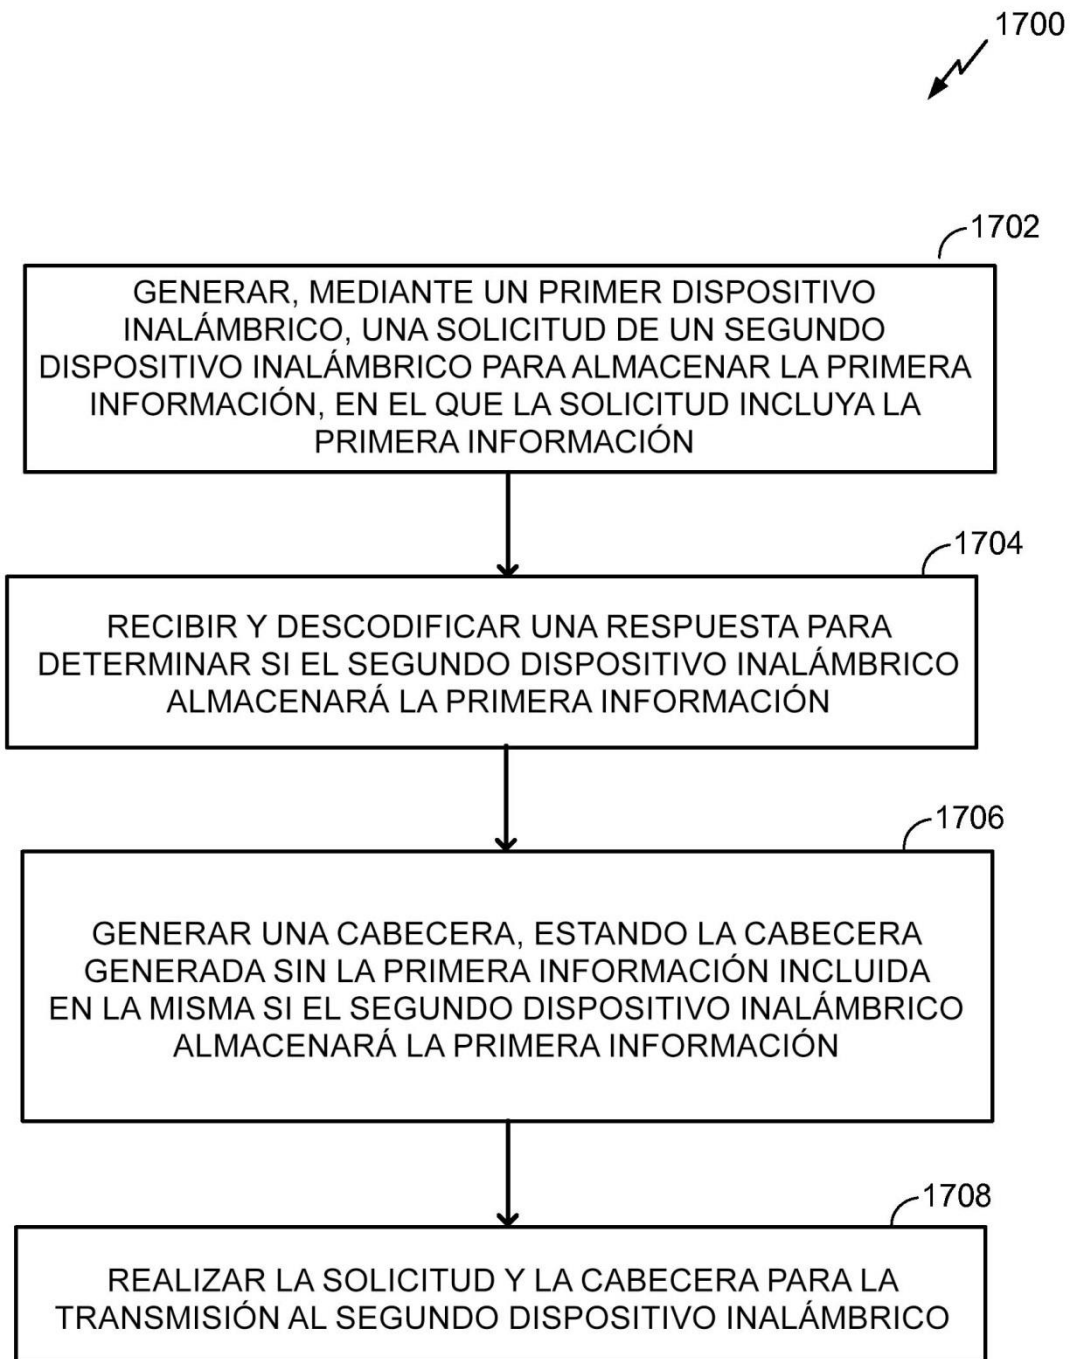 1700
1702
GENERAR, MEDIANTE UN PRIMER DISPOSITIVO
INALÁMBRICO, UNA SOLICITUD DE UN SEGUNDO
DISPOSITIVO INALÁMBRICO PARA ALMACENAR LA PRIMERA
INFORMACIÓN, EN EL QUE LA SOLICITUD INCLUYA LA
PRIMERA INFORMACIÓN
1704
RECIBIR Y DESCODIFICAR UNA RESPUESTA PARA
DETERMINAR SI EL SEGUNDO DISPOSITIVO INALÁMBRICO
ALMACENARÁ LA PRIMERA INFORMACIÓN
1706
GENERAR UNA CABECERA, ESTANDO LA CABECERA
GENERADA SIN LA PRIMERA INFORMACIÓN INCLUIDA
EN LA MISMA SI EL SEGUNDO DISPOSITIVO INALÁMBRICO
ALMACENARÁ LA PRIMERA INFORMACIÓN
1708
REALIZAR LA SOLICITUD Y LA CABECERA PARA LA
TRANSMISIÓN AL SEGUNDO DISPOSITIVO INALÁMBRICO